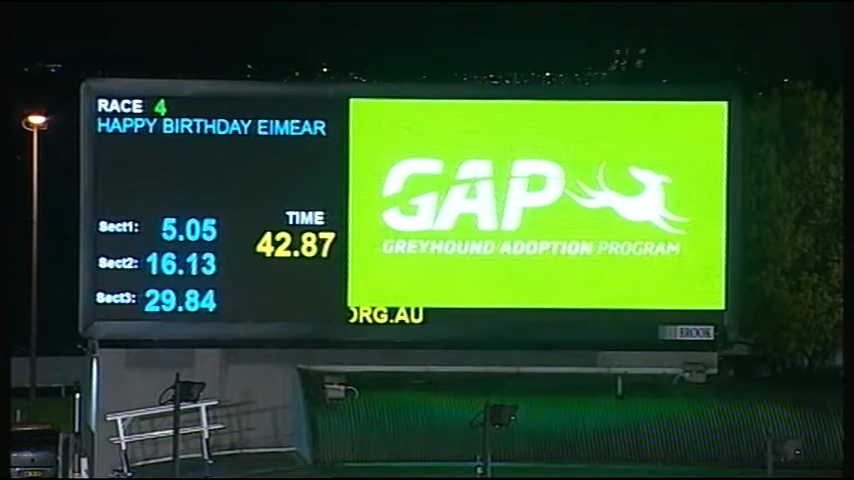 RACE 4
HAPPY BIRTHDAY EIMEAR
Sect1: 5.05
Sect2: 16.13
Sect3: 29.84
TIME
42.87
GAP
GREYHOUND ADOPTION PROGRAM
ORG.AU
BROOK